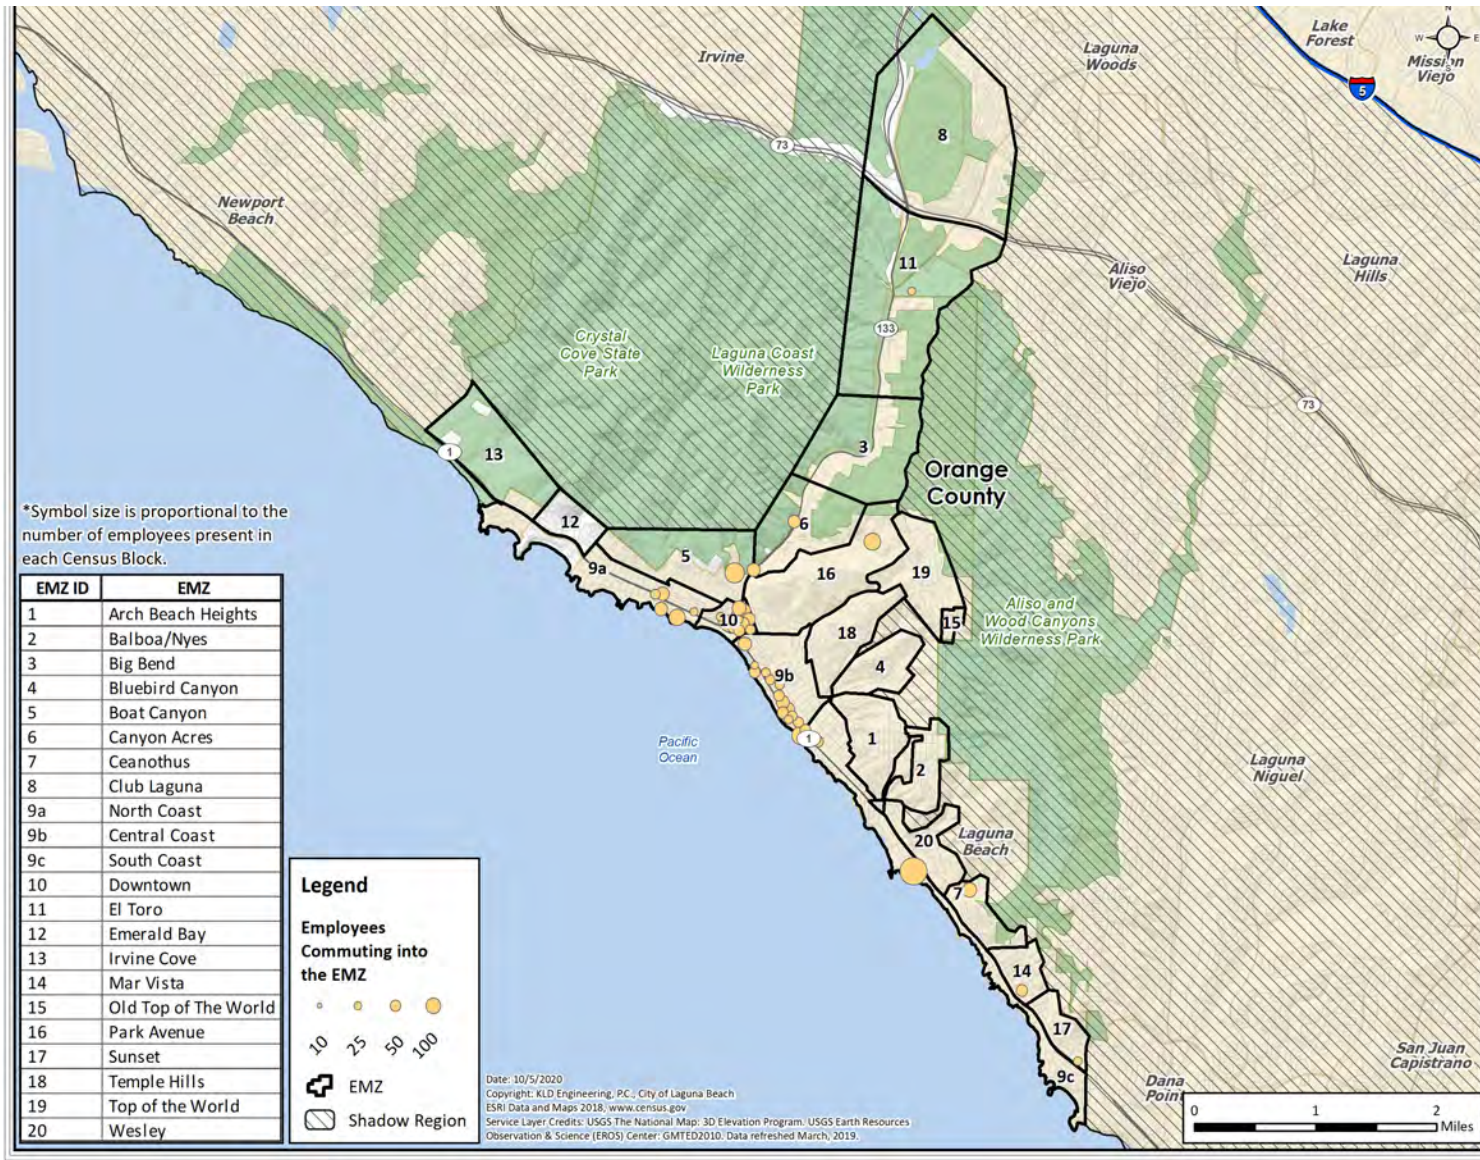 N
W
E
S
Lake
Forest
Mission
Viejo
5
Laguna
Woods
Irvine
73
8
Newport
Beach
11
Aliso
Viejo
Laguna
Hills
133
Crystal
Cove State
Park
Laguna Coast
Wilderness
Park
73
3
1
13
Orange
County
*Symbol size is proportional to the
number of employees present in
each Census Block.
12
6
5
9a
16
19
10
18
15
Aliso and
Wood Canyons
Wilderness Park
4
9b
1
1
2
Pacific
Ocean
Laguna
Niguel
20
Laguna
Beach
7
14
17
9c
San Juan
Capistrano
Dana
Point
EMZ ID EMZ
1 Arch Beach Heights
2 Balboa/Nyes
3 Big Bend
4 Bluebird Canyon
5 Boat Canyon
6 Canyon Acres
7 Ceanothus
8 Club Laguna
9a North Coast
9b Central Coast
9c South Coast
10 Downtown
11 El Toro
12 Emerald Bay
13 Irvine Cove
14 Mar Vista
15 Old Top of The World
16 Park Avenue
17 Sunset
18 Temple Hills
19 Top of the World
20 Wesley
Legend
Employees
Commuting into
the EMZ
10 25 50 100
EMZ
Shadow Region
Date: 10/5/2020
Copyright: KLD Engineering, P.C., City of Laguna Beach
ESRI Data and Maps 2018, www.census.gov
Service Layer Credits: USGS The National Map: 3D Elevation Program. USGS Earth Resources
Observation & Science (EROS) Center: GMTED2010. Data refreshed March, 2019.
0 1 2
Miles